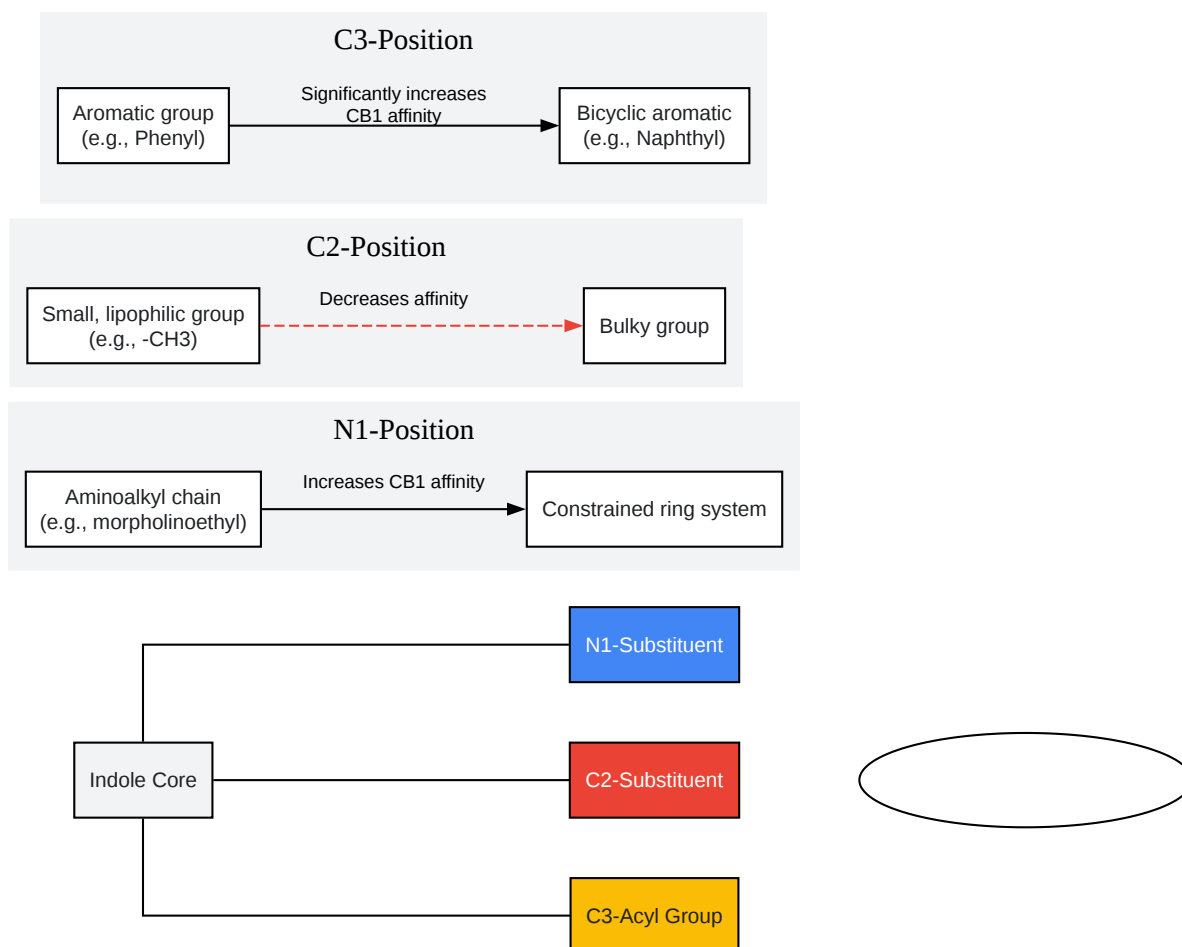 C3-Position
Aromatic group
(e.g., Phenyl)
Significantly increases
CB1 affinity
Bicyclic aromatic
(e.g., Naphthyl)
C2-Position
Small, lipophilic group
(e.g., -CH3)
Decreases affinity
Bulky group
N1-Position
Aminoalkyl chain
(e.g., morpholinoethyl)
Increases CB1 affinity
Constrained ring system
N1-Substituent
Indole Core
C2-Substituent
C3-Acyl Group